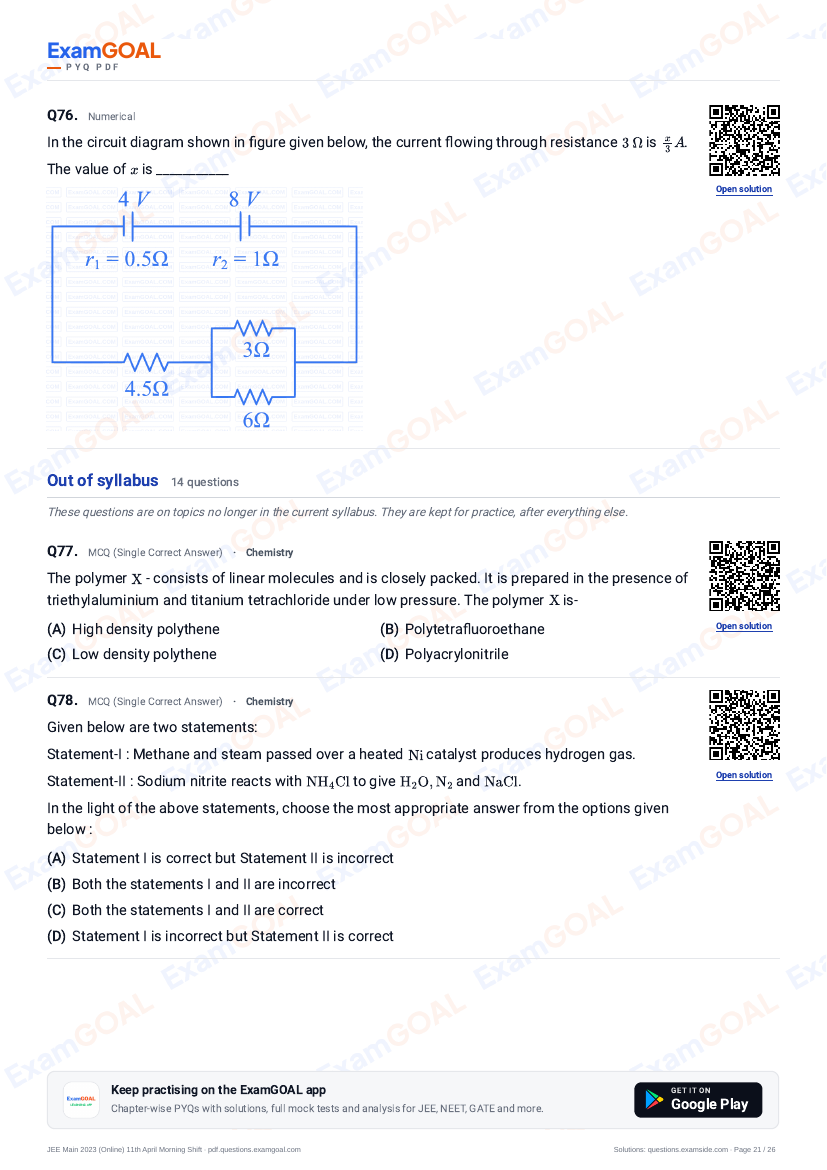 ExamGOAL
PYQ PDF
Q76. Numerical
In the circuit diagram shown in figure given below, the current flowing through resistance 3 Ω is x/3 A.
The value of x is ___________
Open solution
4 V 8 V
r₁ = 0.5Ω r₂ = 1Ω
3Ω
4.5Ω
6Ω
Out of syllabus 14 questions
These questions are on topics no longer in the current syllabus. They are kept for practice, after everything else.
Q77. MCQ (Single Correct Answer) · Chemistry
The polymer X - consists of linear molecules and is closely packed. It is prepared in the presence of
triethylaluminium and titanium tetrachloride under low pressure. The polymer X is-
(A) High density polythene (B) Polytetrafluoroethane
(C) Low density polythene (D) Polyacrylonitrile
Open solution
Q78. MCQ (Single Correct Answer) · Chemistry
Given below are two statements:
Statement-I : Methane and steam passed over a heated Ni catalyst produces hydrogen gas.
Statement-II : Sodium nitrite reacts with NH₄Cl to give H₂O, N₂ and NaCl.
In the light of the above statements, choose the most appropriate answer from the options given
below :
(A) Statement I is correct but Statement II is incorrect
(B) Both the statements I and II are incorrect
(C) Both the statements I and II are correct
(D) Statement I is incorrect but Statement II is correct
Open solution
ExamGOAL
Keep practising on the ExamGOAL app
Chapter-wise PYQs with solutions, full mock tests and analysis for JEE, NEET, GATE and more.
GET IT ON
Google Play
JEE Main 2023 (Online) 11th April Morning Shift · pdf.questions.examgoal.com Solutions: questions.examside.com · Page 21 / 26